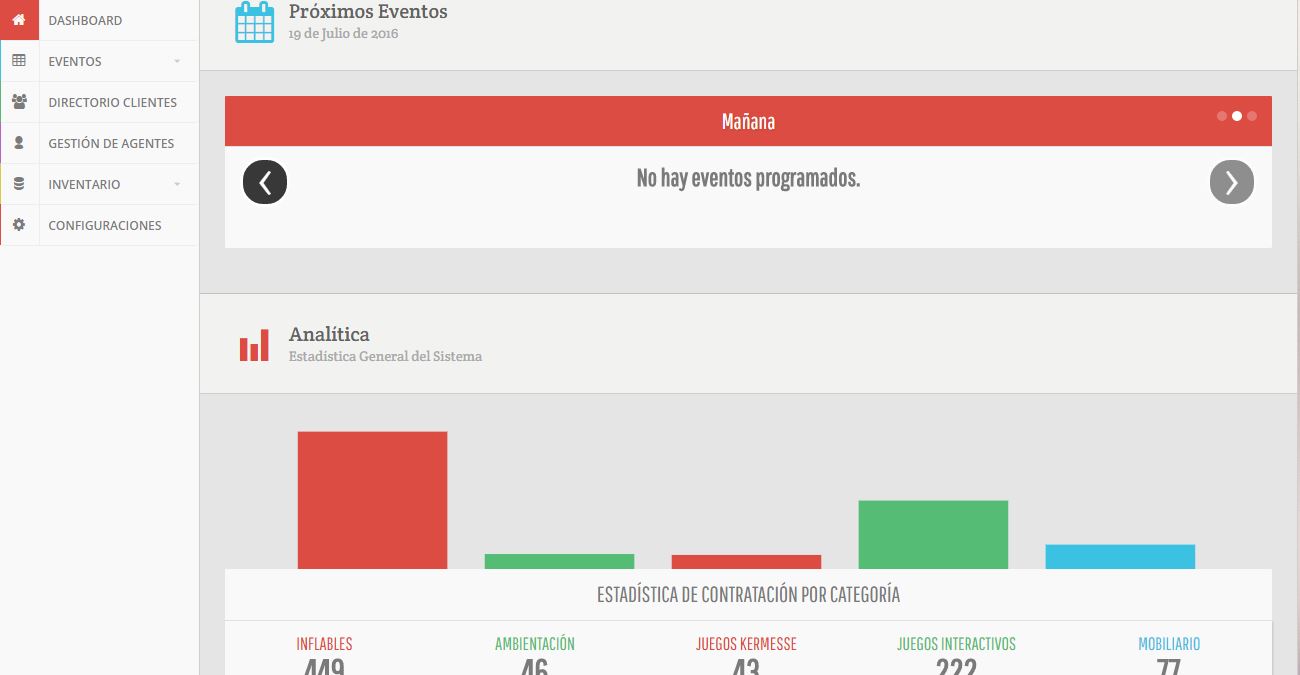 DASHBOARD
EVENTOS
DIRECTORIO CLIENTES
GESTIÓN DE AGENTES
INVENTARIO
CONFIGURACIONES
Próximos Eventos
19 de Julio de 2016
Mañana
No hay eventos programados.
Analítica
Estadística General del Sistema
ESTADÍSTICA DE CONTRATACIÓN POR CATEGORÍA
INFLABLES
449
AMBIENTACIÓN
46
JUEGOS KERMESSE
43
JUEGOS INTERACTIVOS
222
MOBILIARIO
77